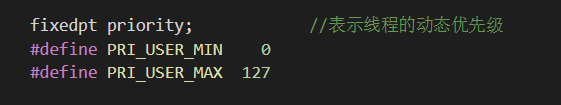 fixedpt priority; //表示线程的动态优先级
#define PRI_USER_MIN 0
#define PRI_USER_MAX 127